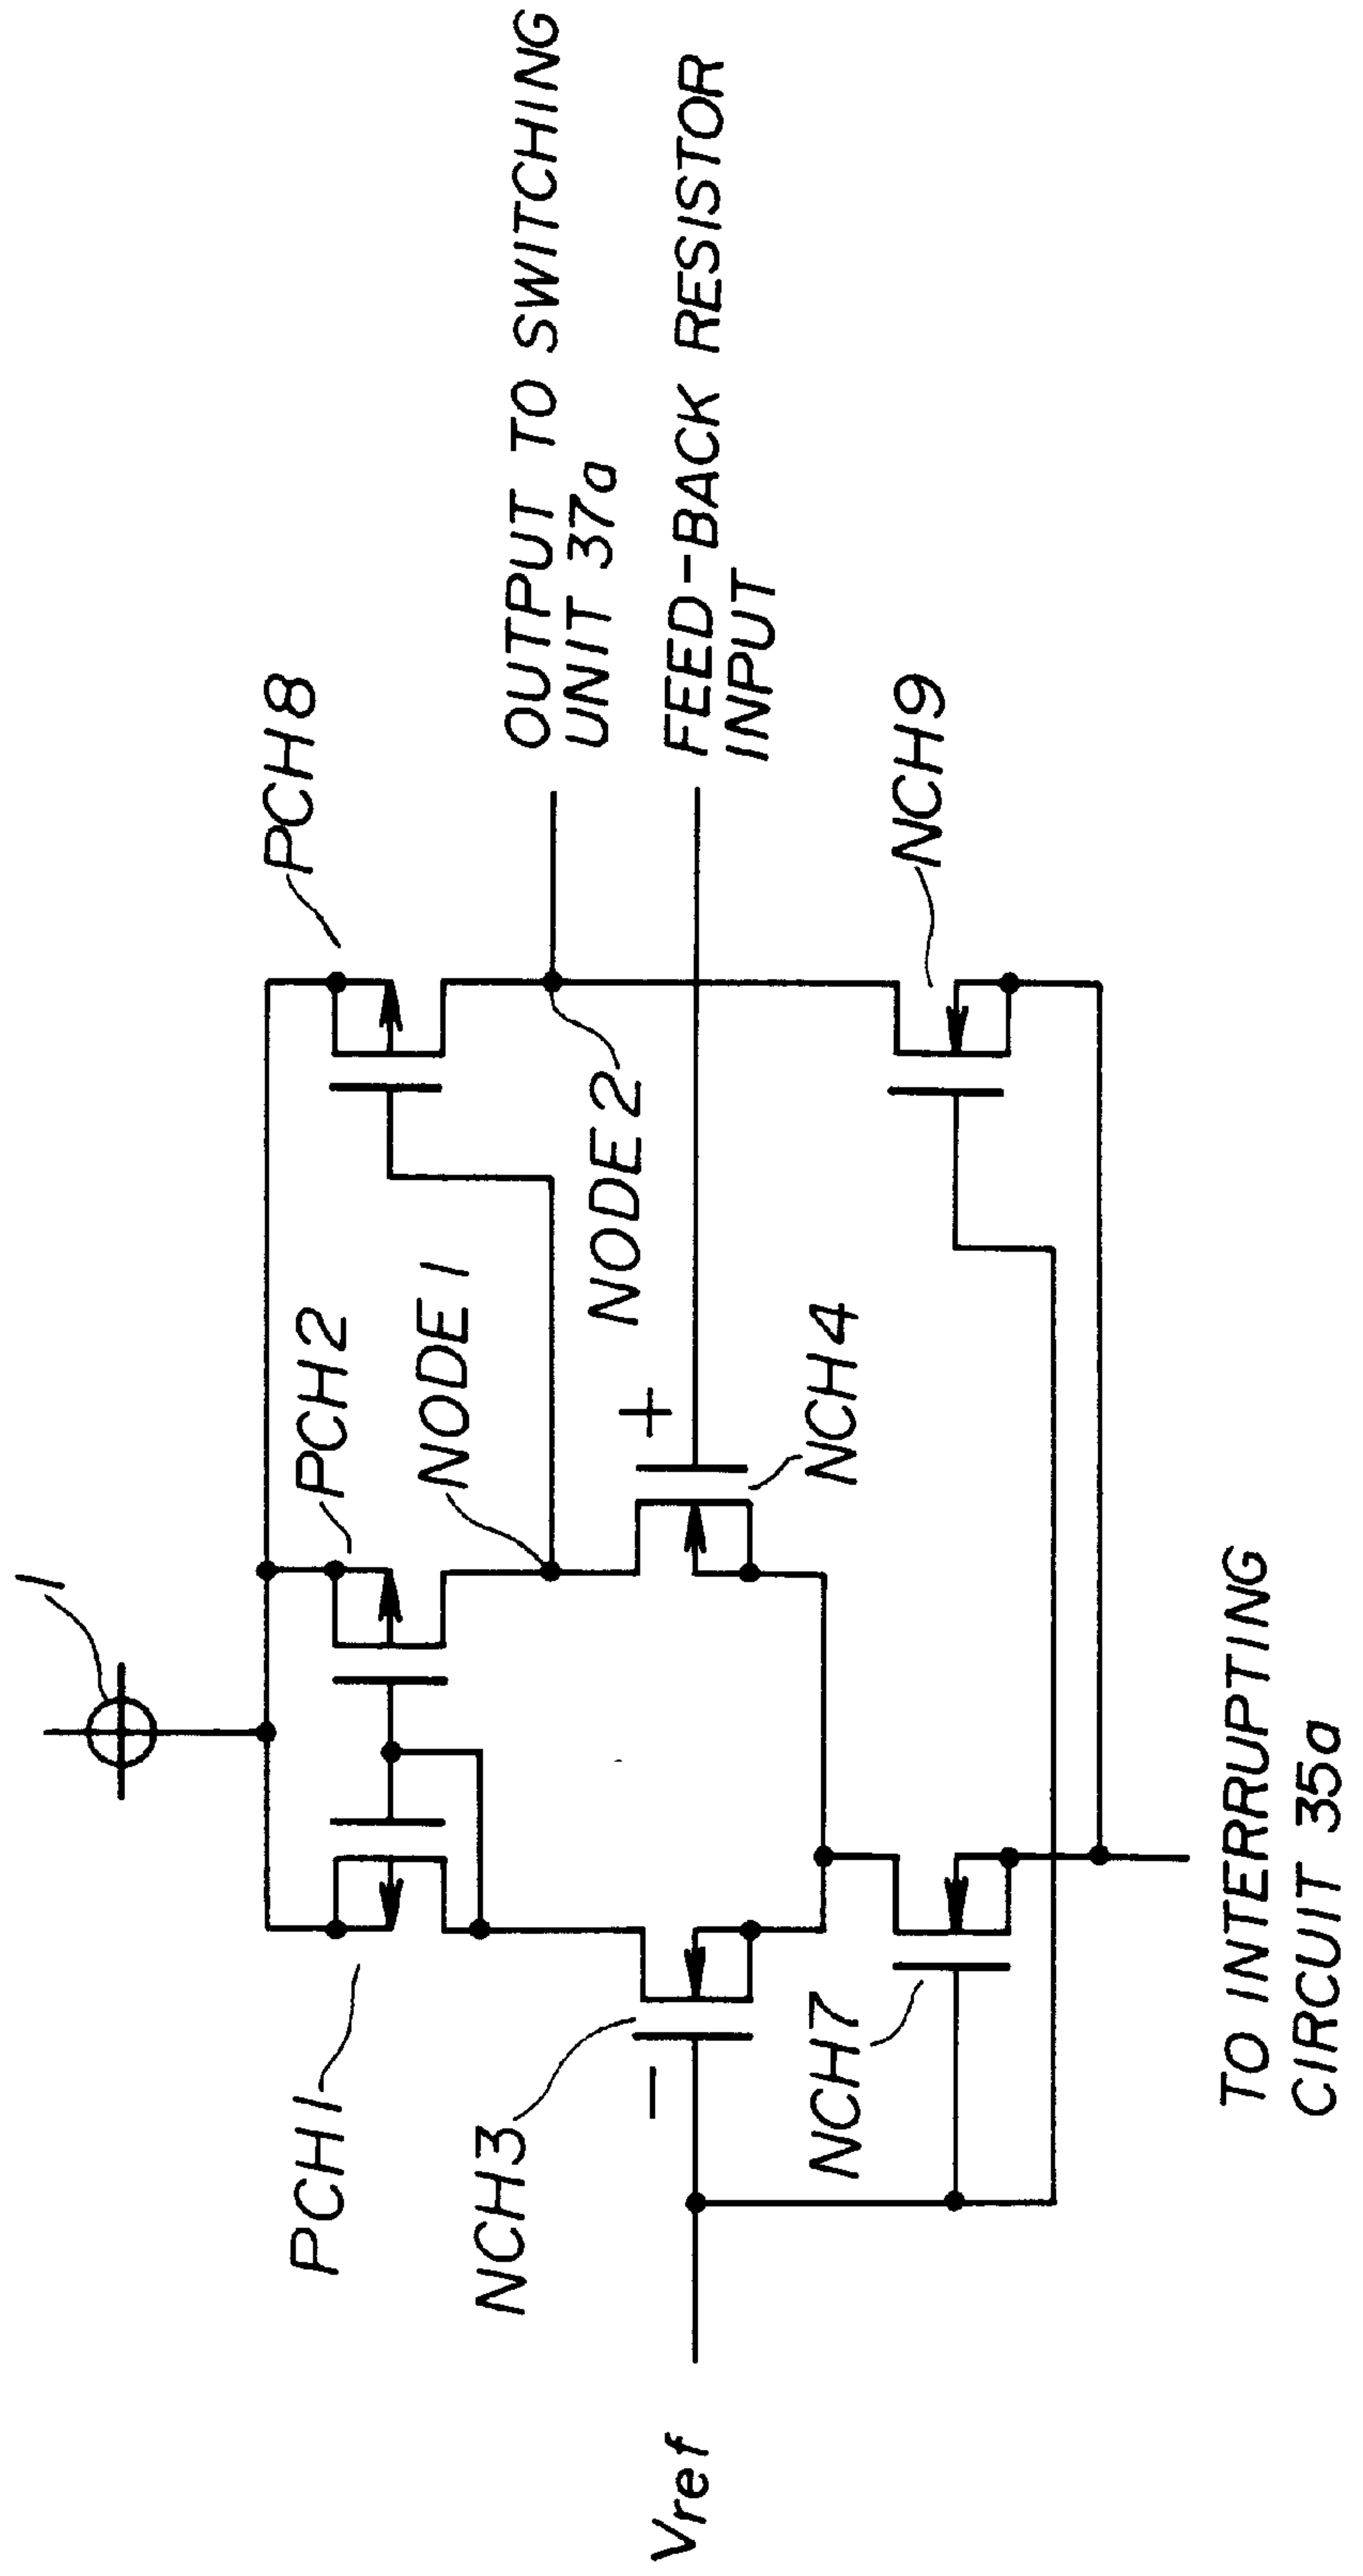 1
PCH1
PCH2
PCH8
NODE 1
OUTPUT TO SWITCHING
UNIT 37a
NCH3
NODE 2
−
+
Vref
FEED-BACK RESISTOR
INPUT
NCH7
NCH4
NCH9
TO INTERRUPTING
CIRCUIT 35a